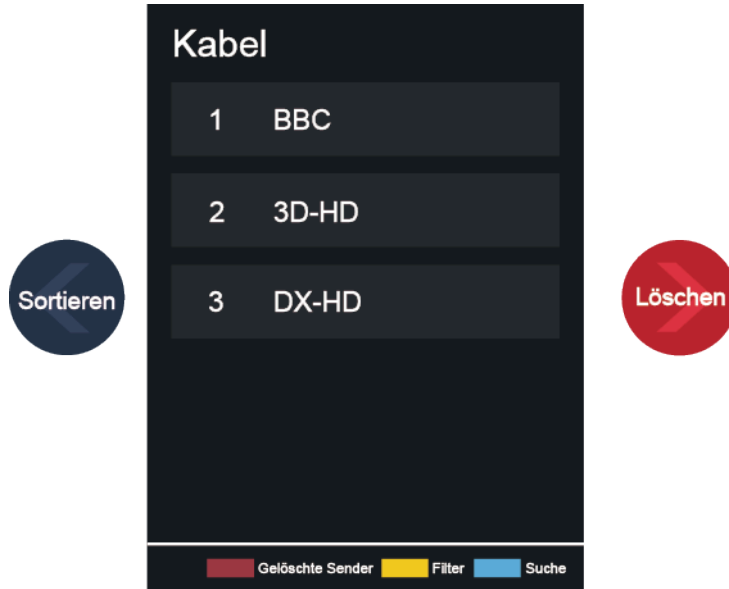 Kabel
1 BBC
2 3D-HD
Sortieren
Löschen
3 DX-HD
Gelöschte Sender Filter Suche